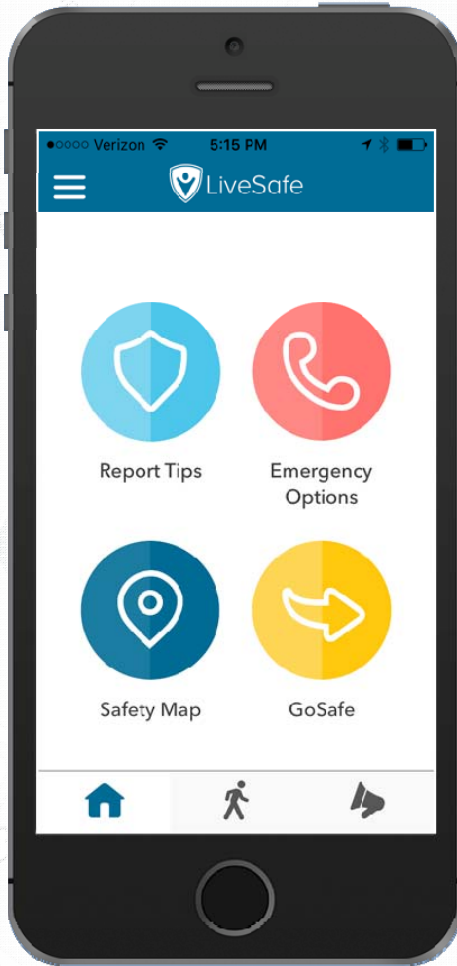 Verizon 5:15 PM
LiveSafe
Report Tips Emergency
Options
Safety Map GoSafe